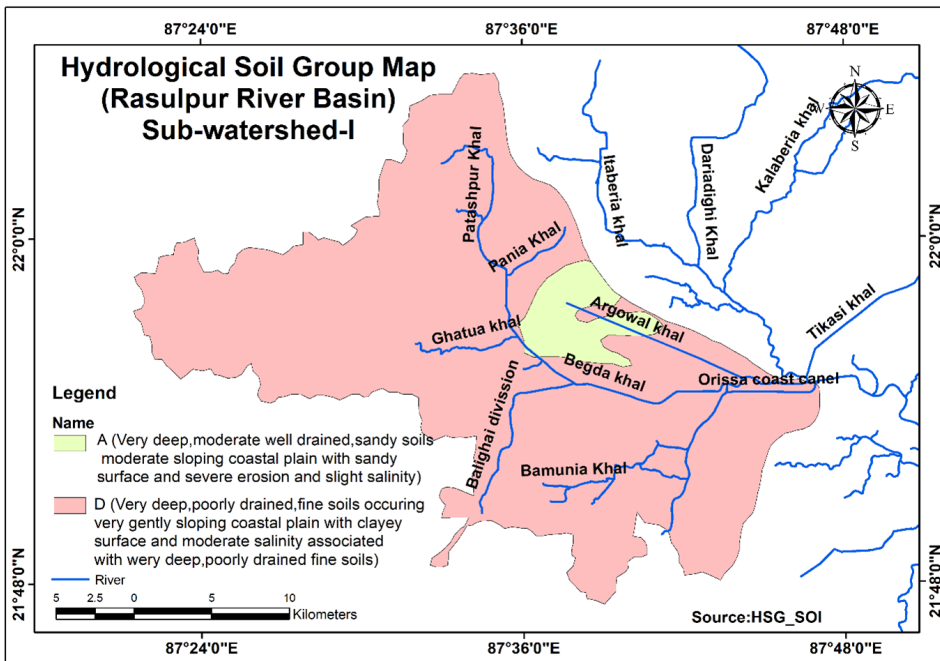 87°24'0"E
87°36'0"E
87°48'0"E
Hydrological Soil Group Map
(Rasulpur River Basin)
Sub-watershed-I
N
W
E
S
22°0'0"N
22°0'0"N
Patashpur Khal
Pania Khal
Itaberia khal
Dariadighi Khal
Kalaberia khal
Tikasi khal
Argowal khal
Ghatua khal
Begda khal
Orissa coast canel
Balighai divission
Bamunia Khal
Legend
Name
A (Very deep,moderate well drained,sandy soils
moderate sloping coastal plain with sandy
surface and severe erosion and slight salinity)
D (Very deep,poorly drained,fine soils occuring
very gently sloping coastal plain with clayey
surface and moderate salinity associated
with wery deep,poorly drained fine soils)
River
5 2.5 0 5 10
Kilometers
Source:HSG_SOI
21°48'0"N
21°48'0"N
87°24'0"E
87°36'0"E
87°48'0"E